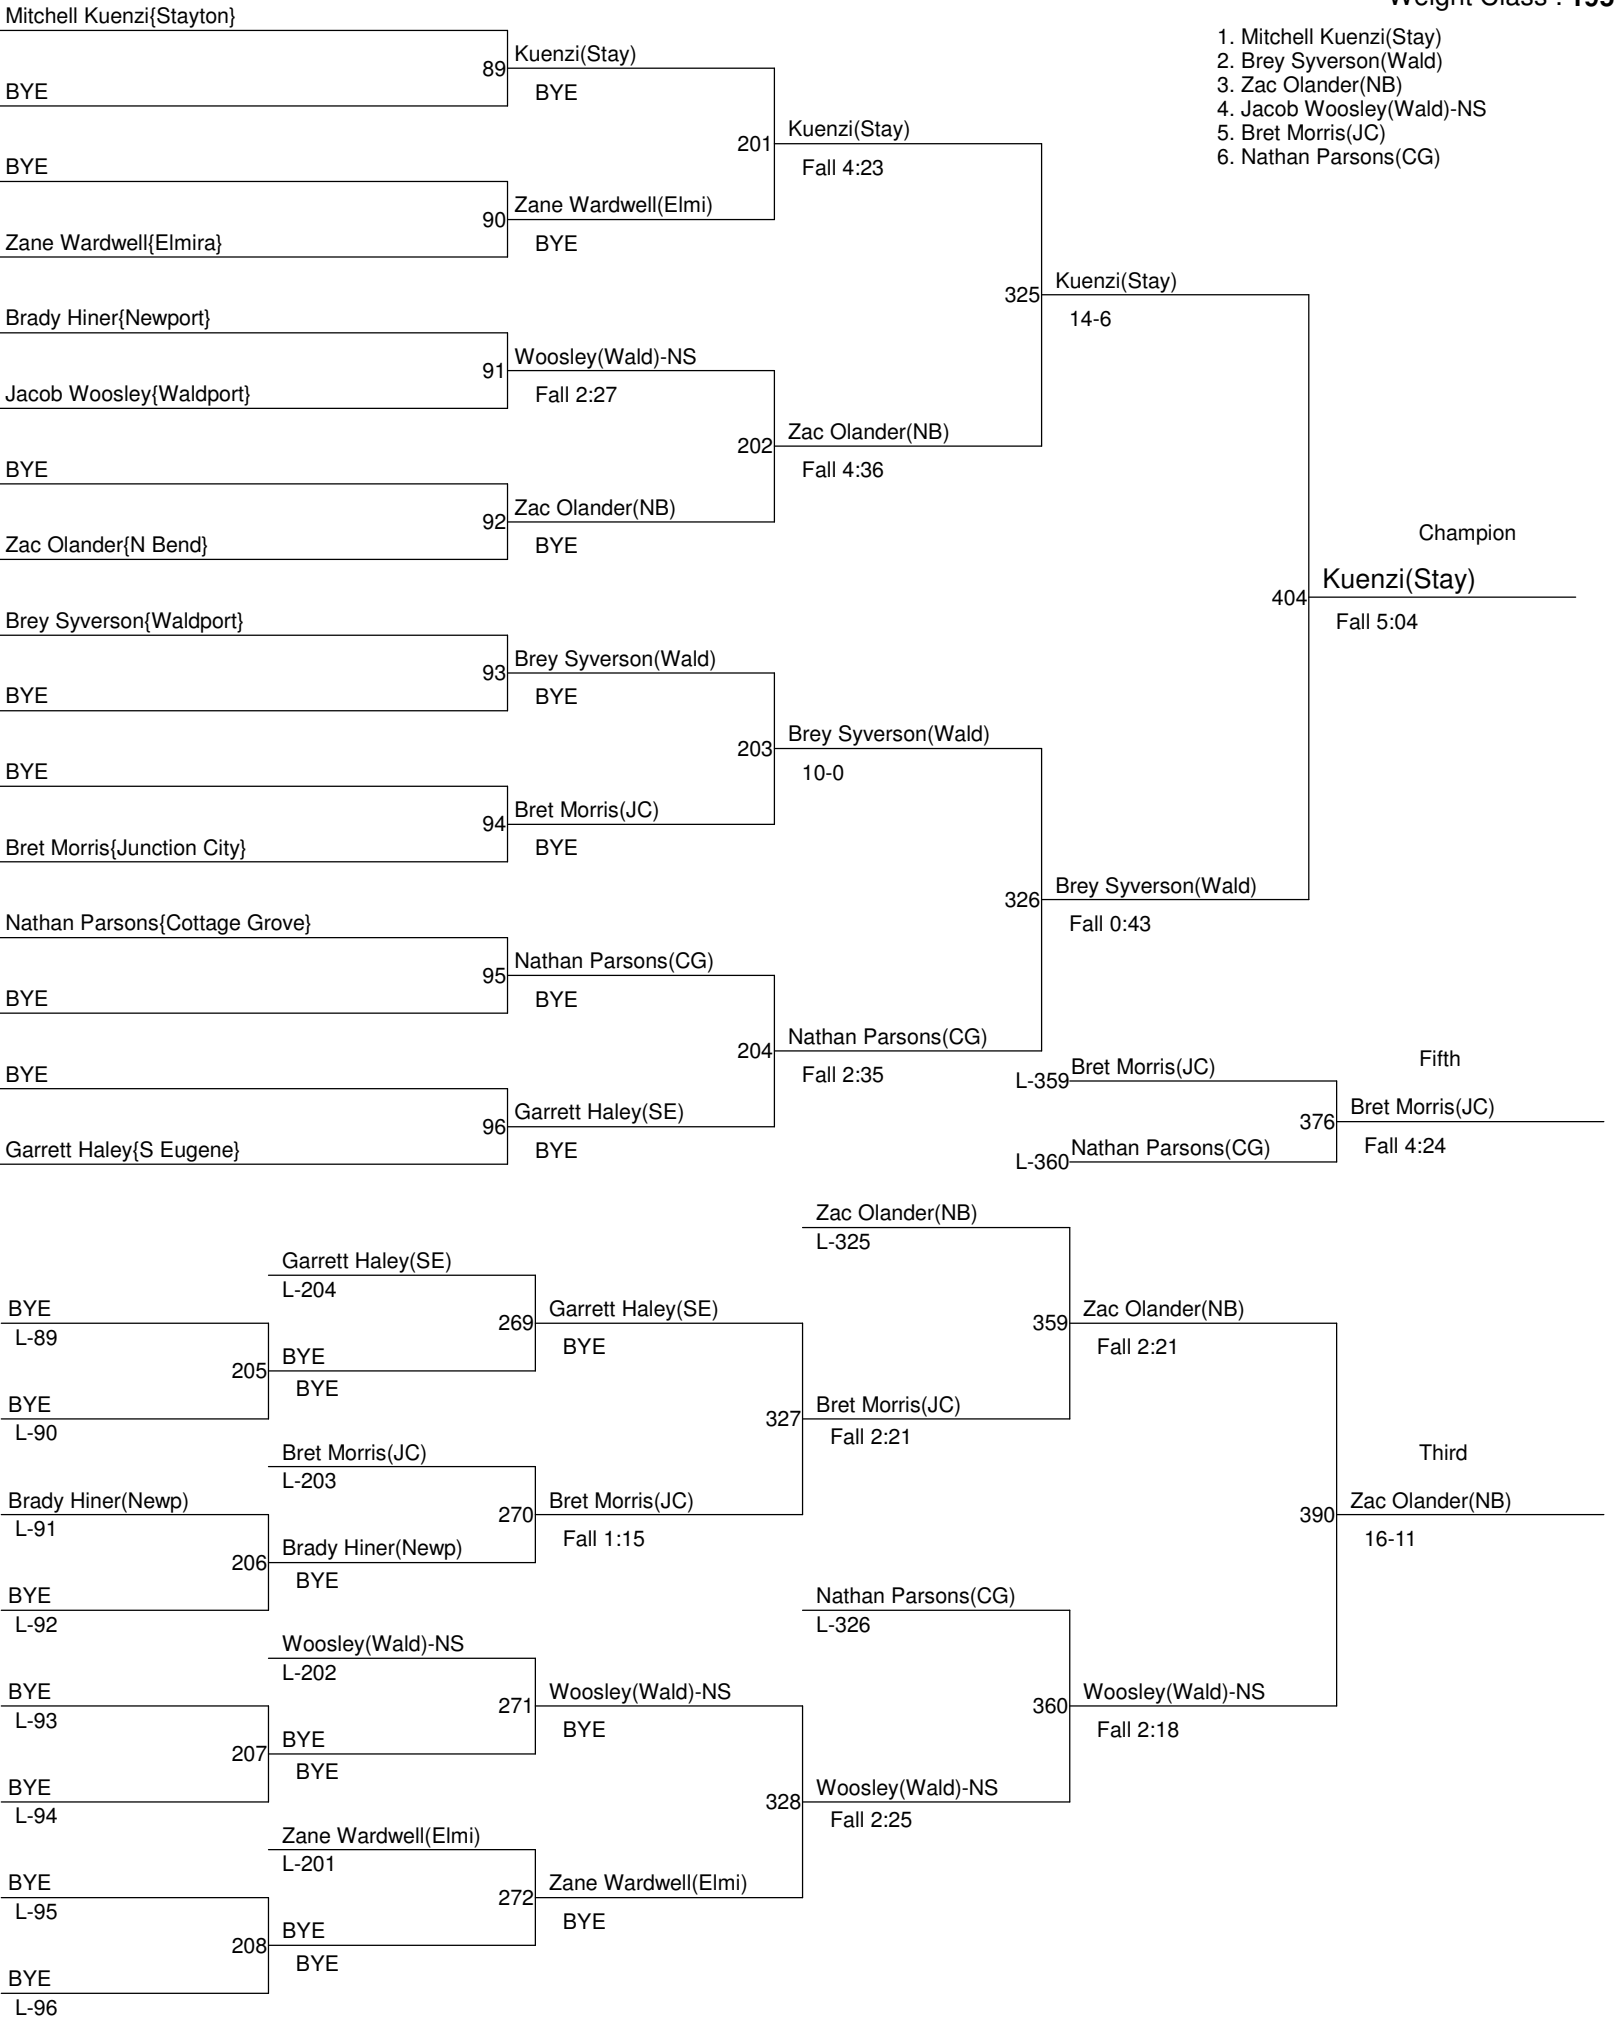 Weight Class : 195
1. Mitchell Kuenzi(Stay)
2. Brey Syverson(Wald)
3. Zac Olander(NB)
4. Jacob Woosley(Wald)-NS
5. Bret Morris(JC)
6. Nathan Parsons(CG)
Mitchell Kuenzi{Stayton}
89
Kuenzi(Stay)
BYE
BYE
201
Kuenzi(Stay)
Fall 4:23
BYE
90
Zane Wardwell(Elmi)
BYE
Zane Wardwell{Elmira}
325
Kuenzi(Stay)
14-6
Brady Hiner{Newport}
91
Woosley(Wald)-NS
Fall 2:27
Jacob Woosley{Waldport}
202
Zac Olander(NB)
Fall 4:36
BYE
92
Zac Olander(NB)
BYE
Zac Olander{N Bend}
Champion
404
Kuenzi(Stay)
Fall 5:04
Brey Syverson{Waldport}
93
Brey Syverson(Wald)
BYE
BYE
203
Brey Syverson(Wald)
10-0
BYE
94
Bret Morris(JC)
BYE
Bret Morris{Junction City}
326
Brey Syverson(Wald)
Fall 0:43
Nathan Parsons{Cottage Grove}
95
Nathan Parsons(CG)
BYE
BYE
204
Nathan Parsons(CG)
Fall 2:35
BYE
96
Garrett Haley(SE)
BYE
Garrett Haley{S Eugene}
Fifth
L-359
Bret Morris(JC)
376
Bret Morris(JC)
Fall 4:24
L-360
Nathan Parsons(CG)
Zac Olander(NB)
L-325
Garrett Haley(SE)
L-204
BYE
L-89
269
Garrett Haley(SE)
BYE
359
Zac Olander(NB)
Fall 2:21
205
BYE
BYE
BYE
L-90
327
Bret Morris(JC)
Fall 2:21
Bret Morris(JC)
L-203
Third
Brady Hiner(Newp)
L-91
270
Bret Morris(JC)
Fall 1:15
390
Zac Olander(NB)
16-11
206
Brady Hiner(Newp)
BYE
BYE
L-92
Nathan Parsons(CG)
L-326
Woosley(Wald)-NS
L-202
BYE
L-93
271
Woosley(Wald)-NS
BYE
360
Woosley(Wald)-NS
Fall 2:18
207
BYE
BYE
BYE
L-94
328
Woosley(Wald)-NS
Fall 2:25
Zane Wardwell(Elmi)
L-201
BYE
L-95
272
Zane Wardwell(Elmi)
BYE
208
BYE
BYE
BYE
L-96